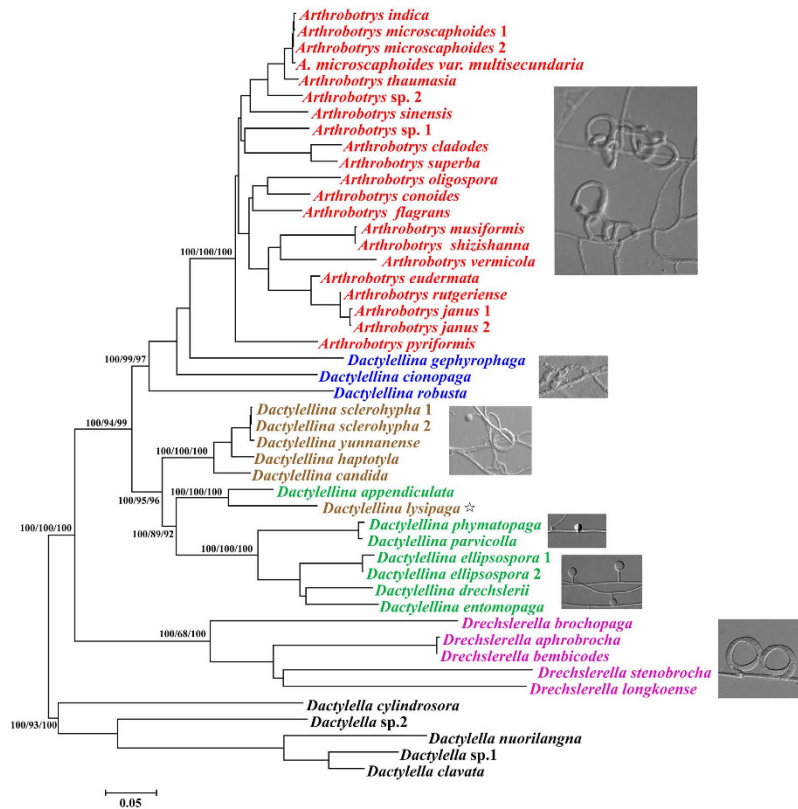 Arthrobotrys indica
Arthrobotrys microscaphoides 1
Arthrobotrys microscaphoides 2
A. microscaphoides var. multisecundaria
Arthrobotrys thaumasia
Arthrobotrys sp. 2
Arthrobotrys sinensis
Arthrobotrys sp. 1
Arthrobotrys cladodes
Arthrobotrys superba
Arthrobotrys oligospora
Arthrobotrys conoides
Arthrobotrys flagrans
Arthrobotrys musiformis
Arthrobotrys shizishanna
100/100/100
Arthrobotrys vermicola
Arthrobotrys eudermata
Arthrobotrys rutgeriense
Arthrobotrys janus 1
Arthrobotrys janus 2
Arthrobotrys pyriformis
100/99/97
Dactylellina gephyrophaga
Dactylellina cionopaga
Dactylellina robusta
Dactylellina sclerohypha 1
100/94/99
Dactylellina sclerohypha 2
Dactylellina yunnanense
100/100/100
Dactylellina haptotyla
Dactylellina candida
100/95/96
100/100/100
Dactylellina appendiculata
Dactylellina lysipaga ☆
Dactylellina phymatopaga
100/89/92
Dactylellina parvicolla
100/100/100
100/100/100
Dactylellina ellipsospora 1
Dactylellina ellipsospora 2
Dactylellina drechslerii
Dactylellina entomopaga
Drechslerella brochopaga
100/68/100
Drechslerella aphrobrocha
Drechslerella bembicodes
Drechslerella stenobrocha
Drechslerella longkoense
Dactylella cylindrosora
100/93/100
Dactylella sp.2
Dactylella nuorilangna
Dactylella sp.1
Dactylella clavata
0.05